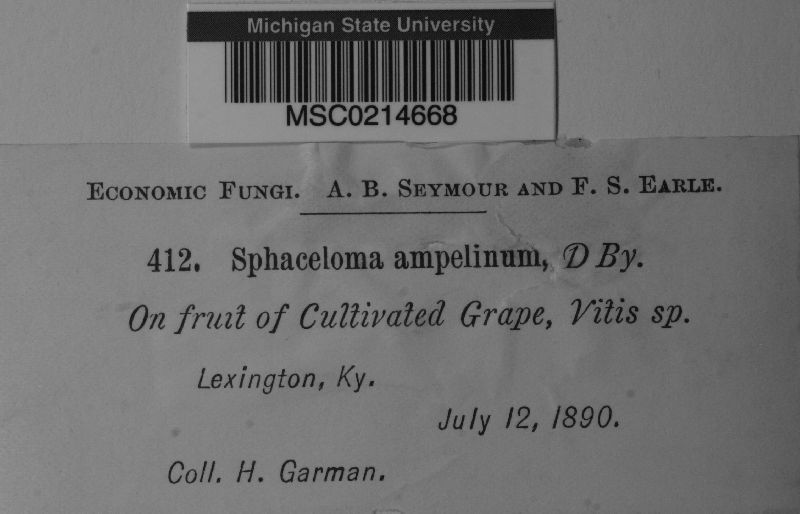 Michigan State University
MSC0214668
Economic Fungi. A. B. Seymour and F. S. Earle.
412. Sphaceloma ampelinum, D By.
On fruit of Cultivated Grape, Vitis sp.
Lexington, Ky.
July 12, 1890.
Coll. H. Garman.